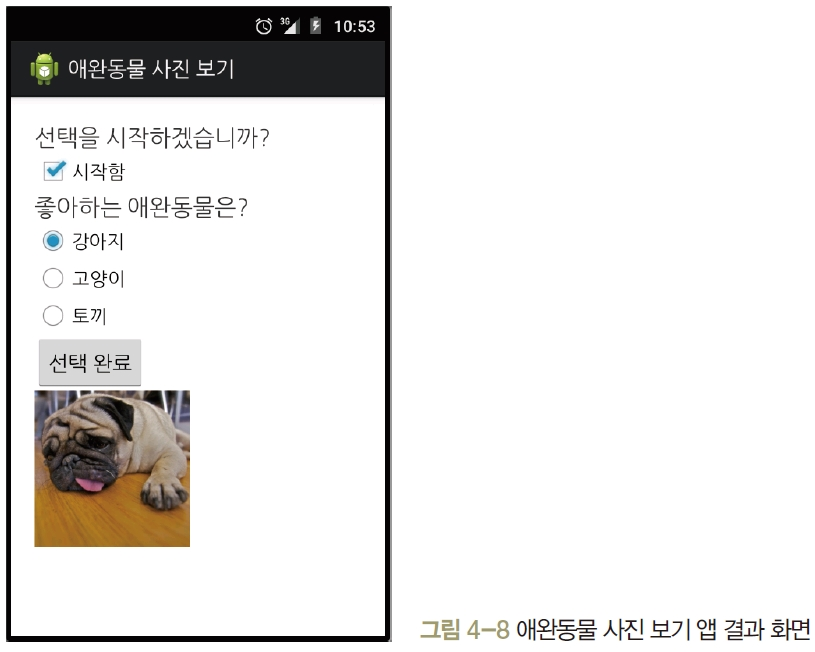 3G 10:53
애완동물 사진 보기
선택을 시작하겠습니까?
시작함
좋아하는 애완동물은?
강아지
고양이
토끼
선택 완료
그림 4-8 애완동물 사진 보기 앱 결과 화면